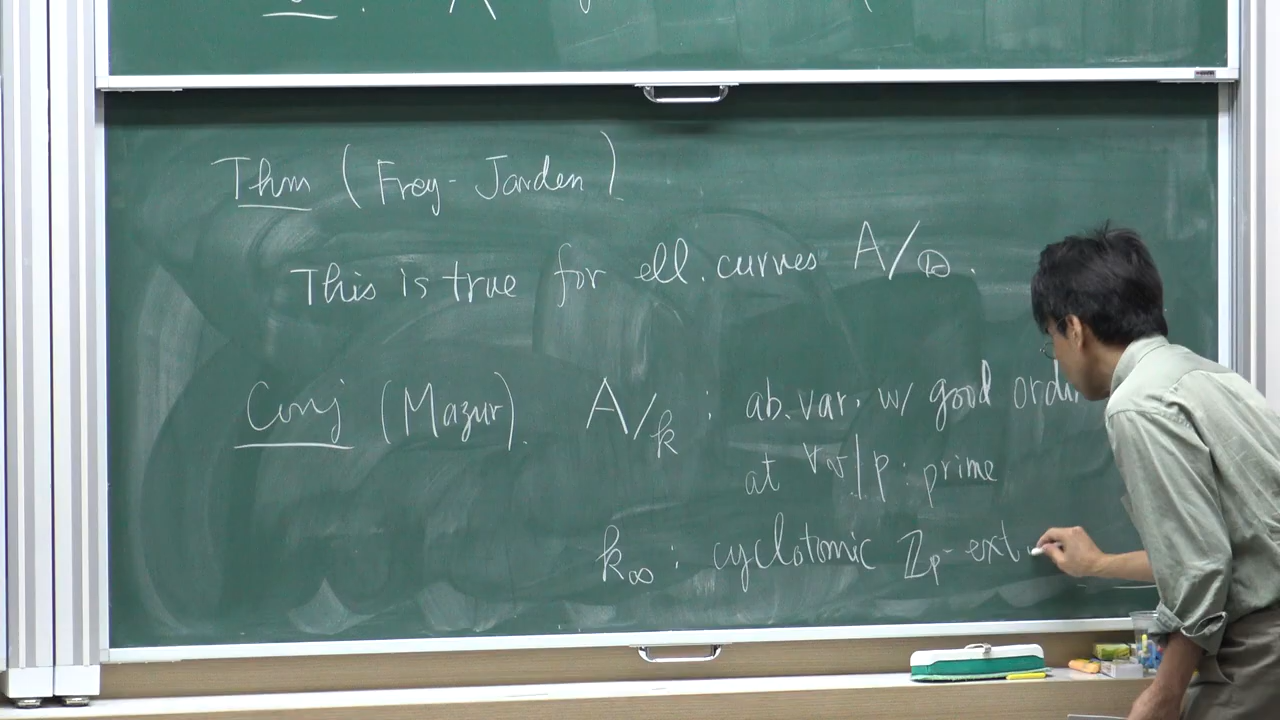 Thm (Frey-Jarden)
This is true for ell. curves A/ℚ.
Conj (Mazur). A/k : ab. var. w/ good
at ∀v|p : prime
k∞ : cyclotomic ℤp-ext.